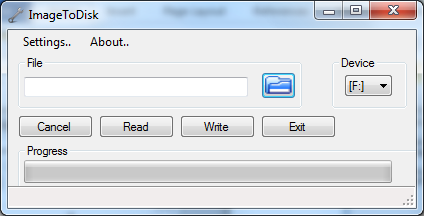 ImageToDisk
Settings.. About..
File Device
[F:]
Cancel Read Write Exit
Progress